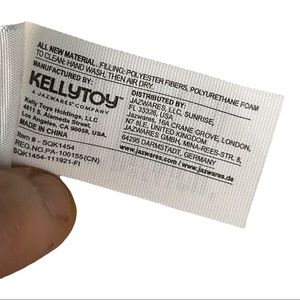 ALL NEW MATERIAL. FILLING: POLYESTER FIBERS, POLYURETHANE FOAM
TO CLEAN: HAND WASH, THEN AIR DRY.
MANUFACTURED BY:
KELLYTOY
A JAZWARES COMPANY
Kelly Toys Holdings, LLC
4811 S. Alameda Street,
Los Angeles, CA 90058, USA.
MADE IN CHINA
Item # : SQK1454
REG.NO.PA-100155(CN)
SQK1454-111921-FI
DISTRIBUTED BY:
JAZWARES, LLC, SUNRISE,
FL 33325, USA
Jazwares, 16A CRANE GROVE, LONDON,
N7 8LE, UNITED KINGDOM
JAZWARES GMBH, MINA-REES-STR. 8,
64295 DARMSTADT, GERMANY
www.jazwares.com
www.jazwares.de